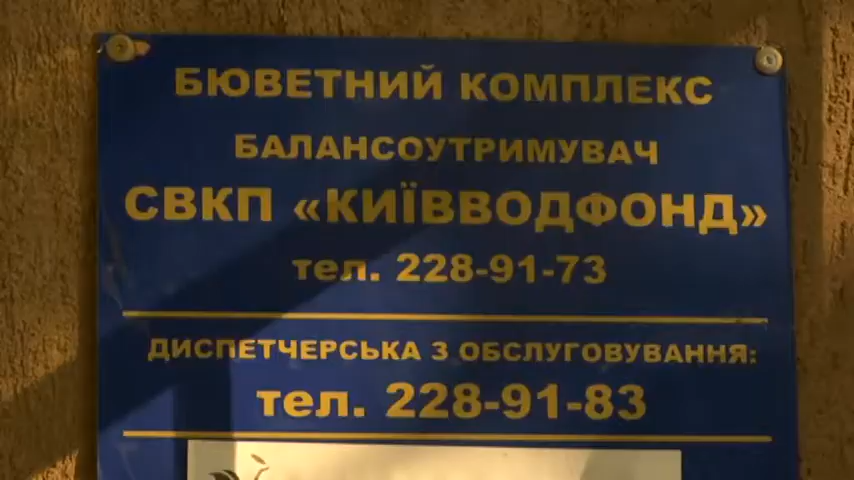 БЮВЕТНИЙ КОМПЛЕКС
БАЛАНСОУТРИМУВАЧ
СВКП «КИЇВВОДФОНД»
тел. 228-91-73
ДИСПЕТЧЕРСЬКА З ОБСЛУГОВУВАННЯ:
тел. 228-91-83